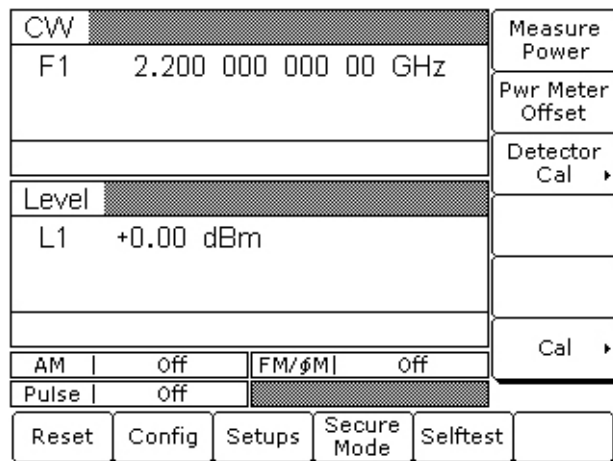 CW
F1 2.200 000 000 00 GHz
Level
L1 +0.00 dBm
AM | Off
FM/ϕM| Off
Pulse | Off
Measure
Power
Pwr Meter
Offset
Detector
Cal
Cal
Reset
Config
Setups
Secure
Mode
Selftest